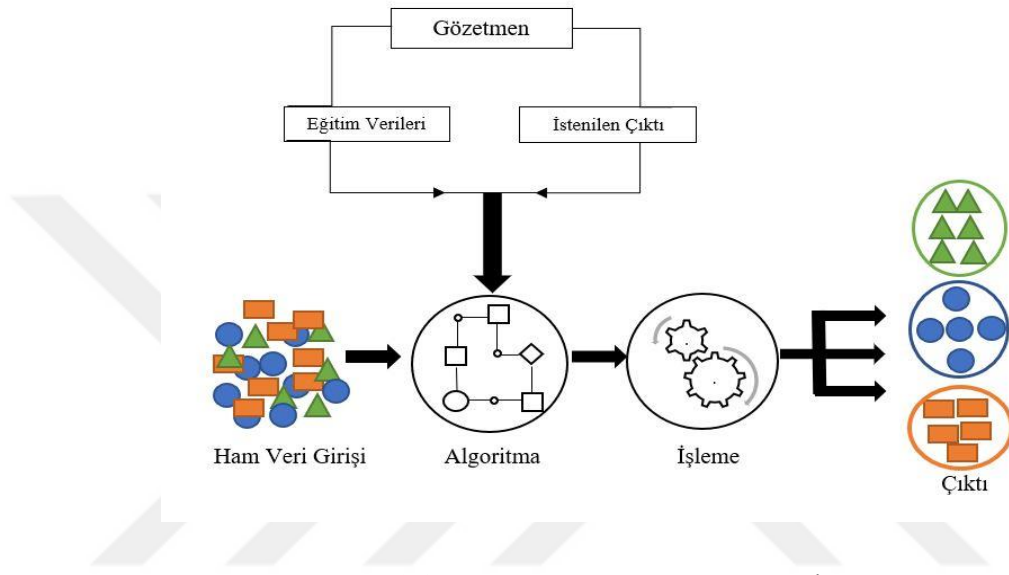 Gözetmen
Eğitim Verileri
İstenilen Çıktı
Ham Veri Girişi
Algoritma
İşleme
Çıktı